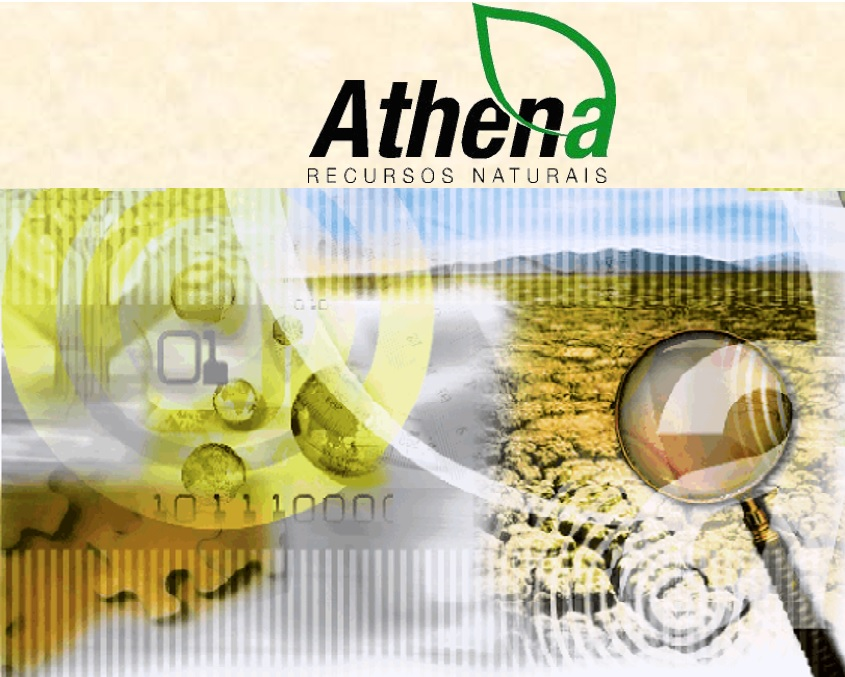 Athena
RECURSOS NATURAIS
01
1011110000